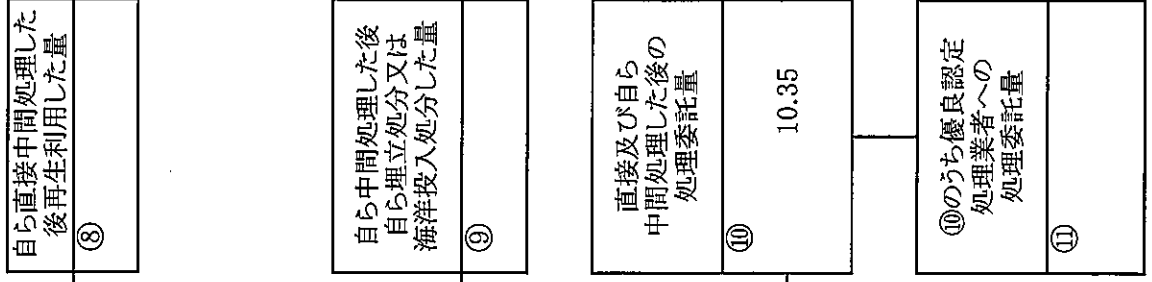 自ら直接中間処理した
後再生利用した量
⑧
自ら中間処理した後
自ら埋立処分又は
海洋投入処分した量
⑨
直接及び自ら
中間処理した後の
処理委託量
⑩
10.35
⑩のうち優良認定
処理業者への
処理委託量
⑪